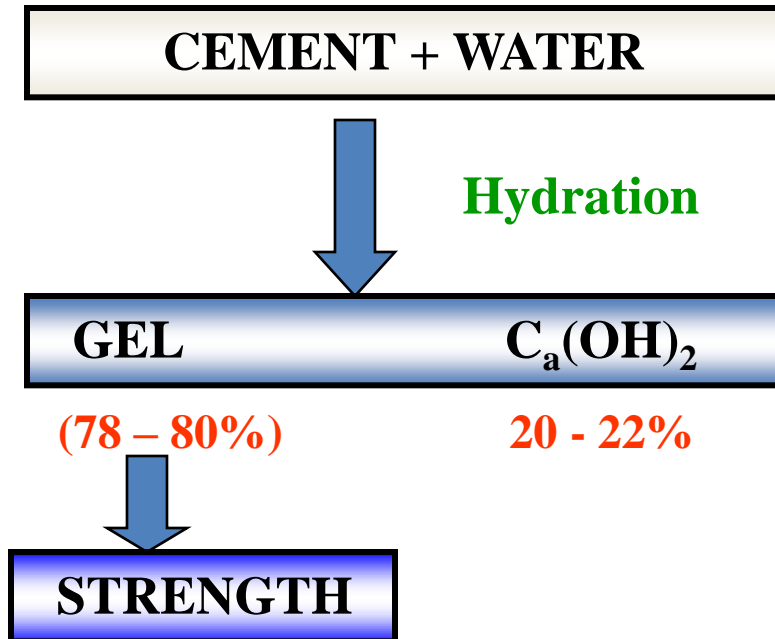 CEMENT + WATER
Hydration
GEL Ca(OH)2
(78 – 80%) 20 - 22%
STRENGTH